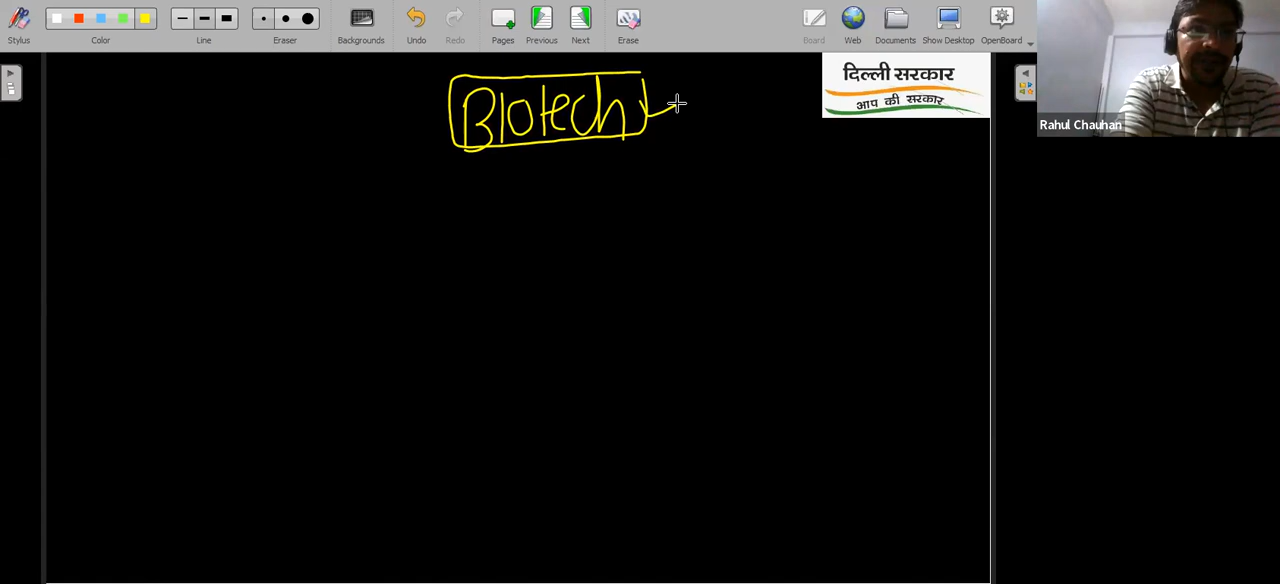 Stylus Color Line Eraser Backgrounds Undo Redo Pages Previous Next Erase Board Web Documents Show Desktop OpenBoard
Biotech
दिल्ली सरकार
आप की सरकार
Rahul Chauhan